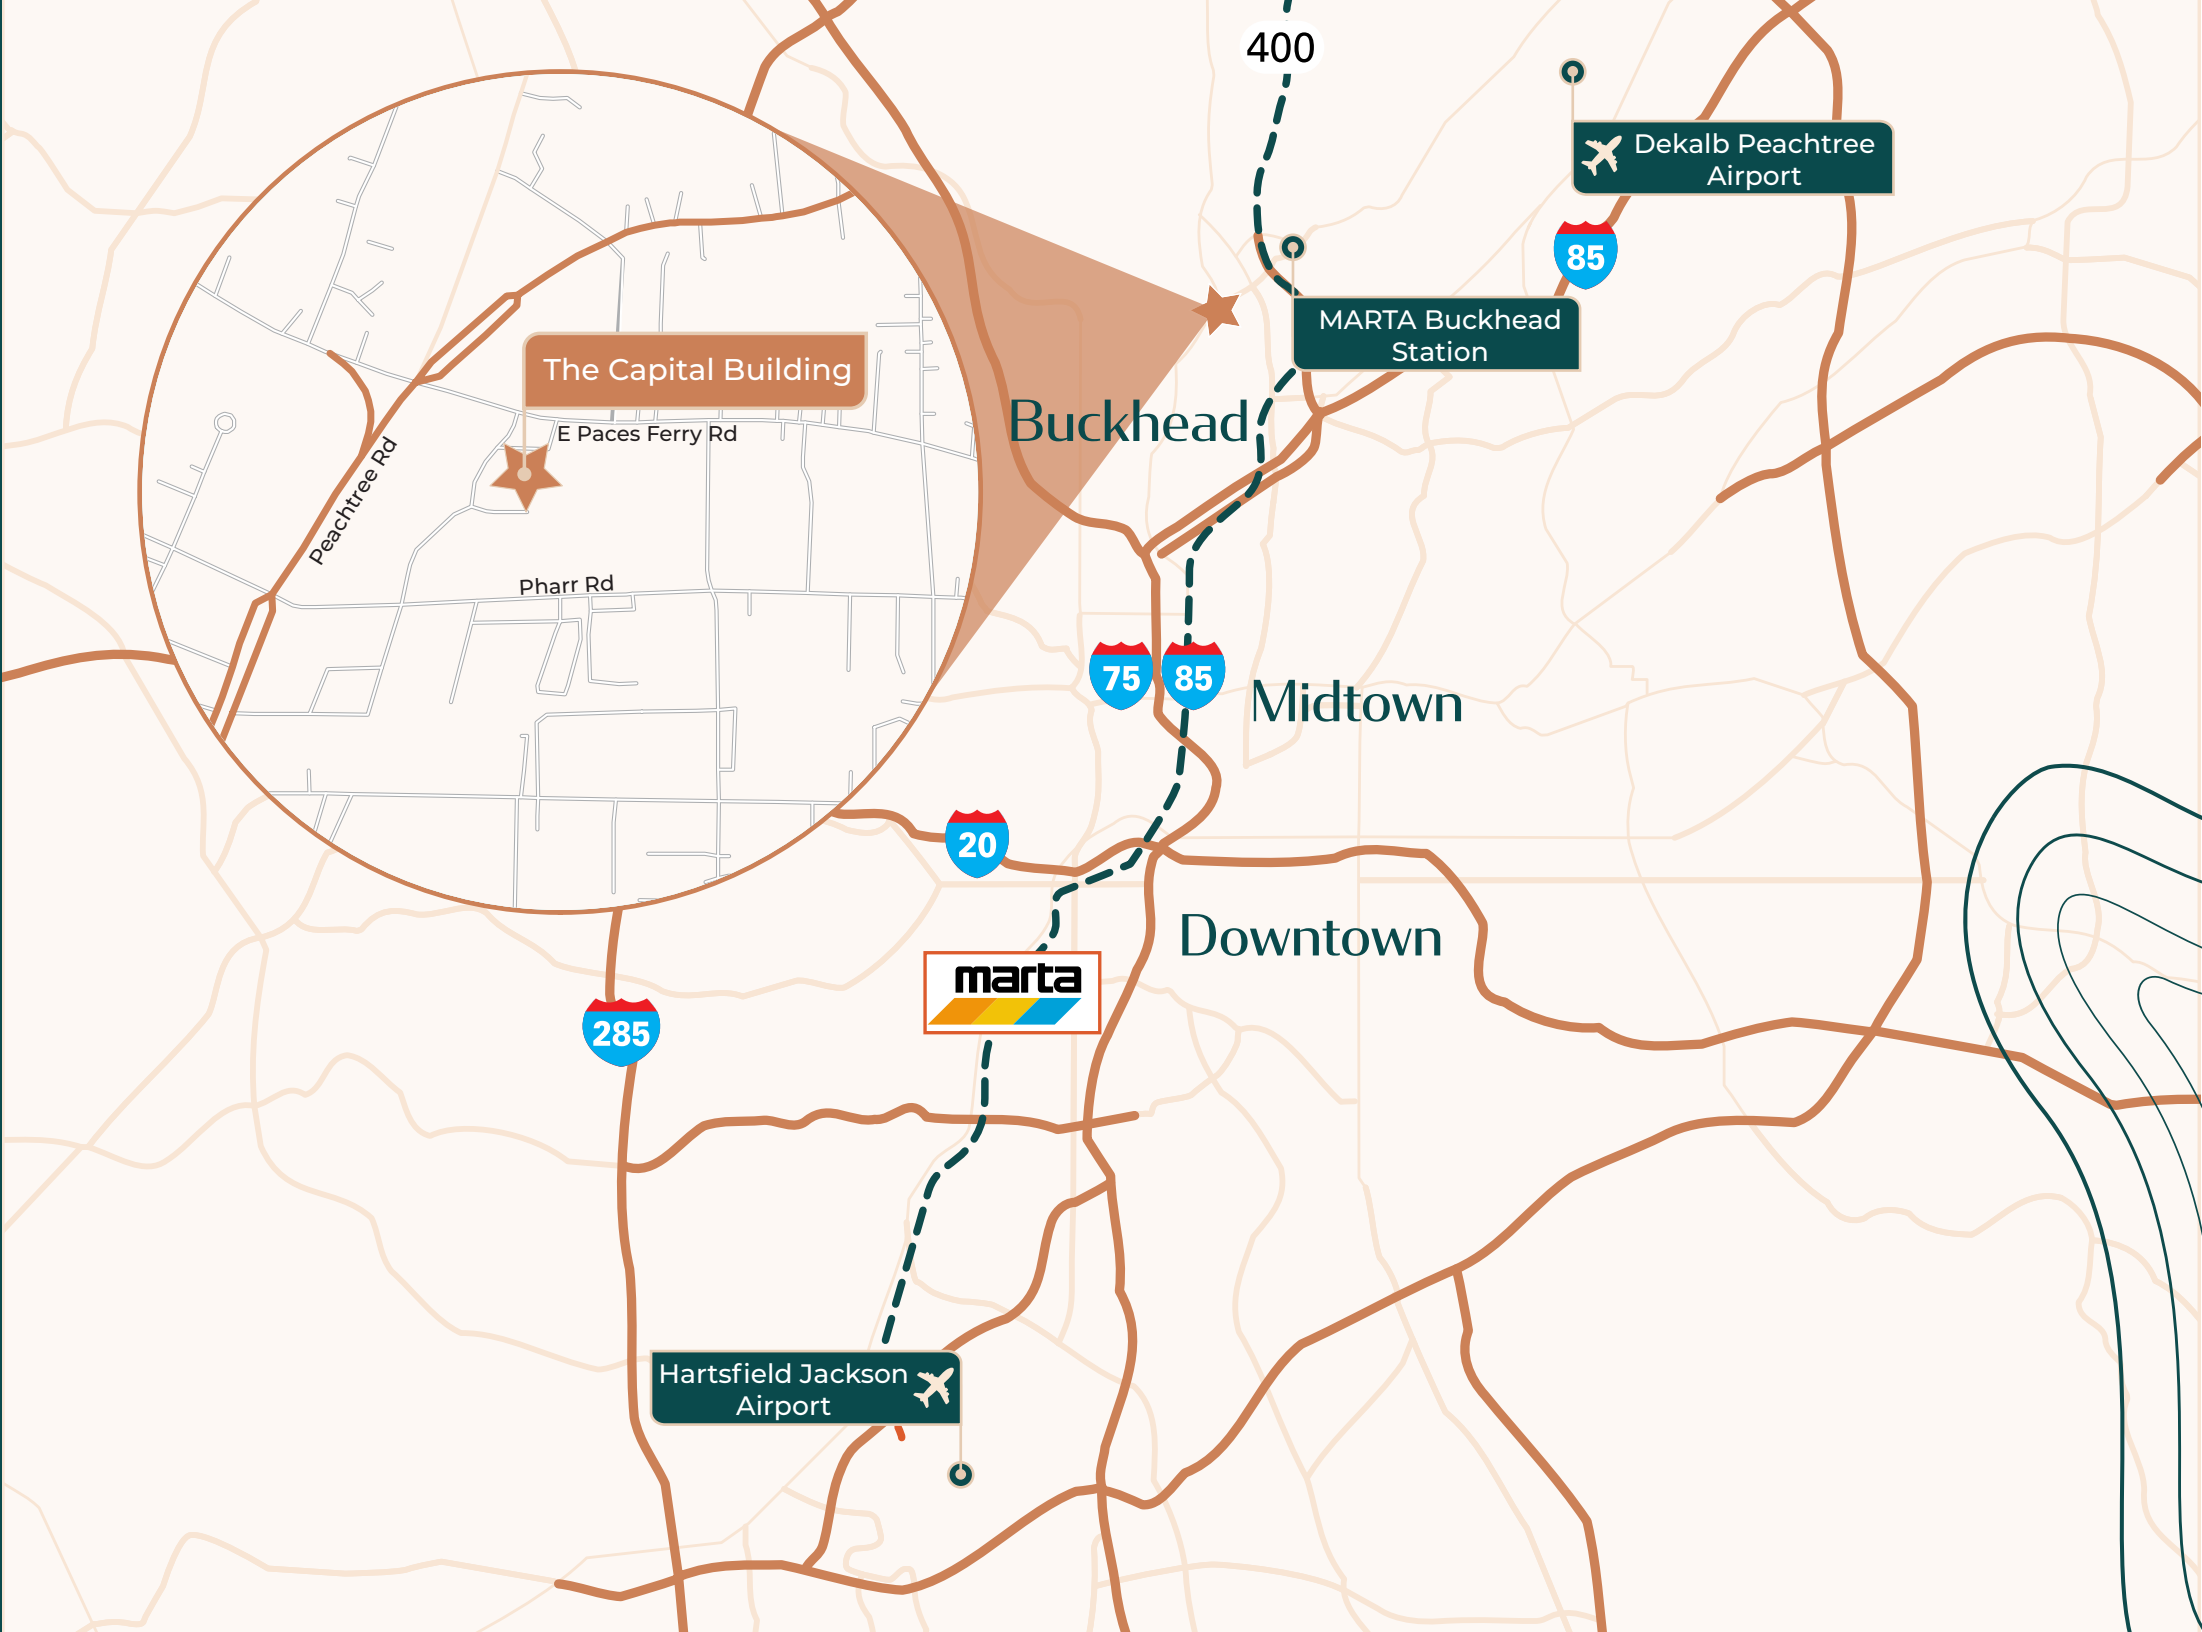 400
Dekalb Peachtree
Airport
85
MARTA Buckhead
Station
The Capital Building
Buckhead
E Paces Ferry Rd
Peachtree Rd
Pharr Rd
75
85
Midtown
20
Downtown
marta
285
Hartsfield Jackson
Airport